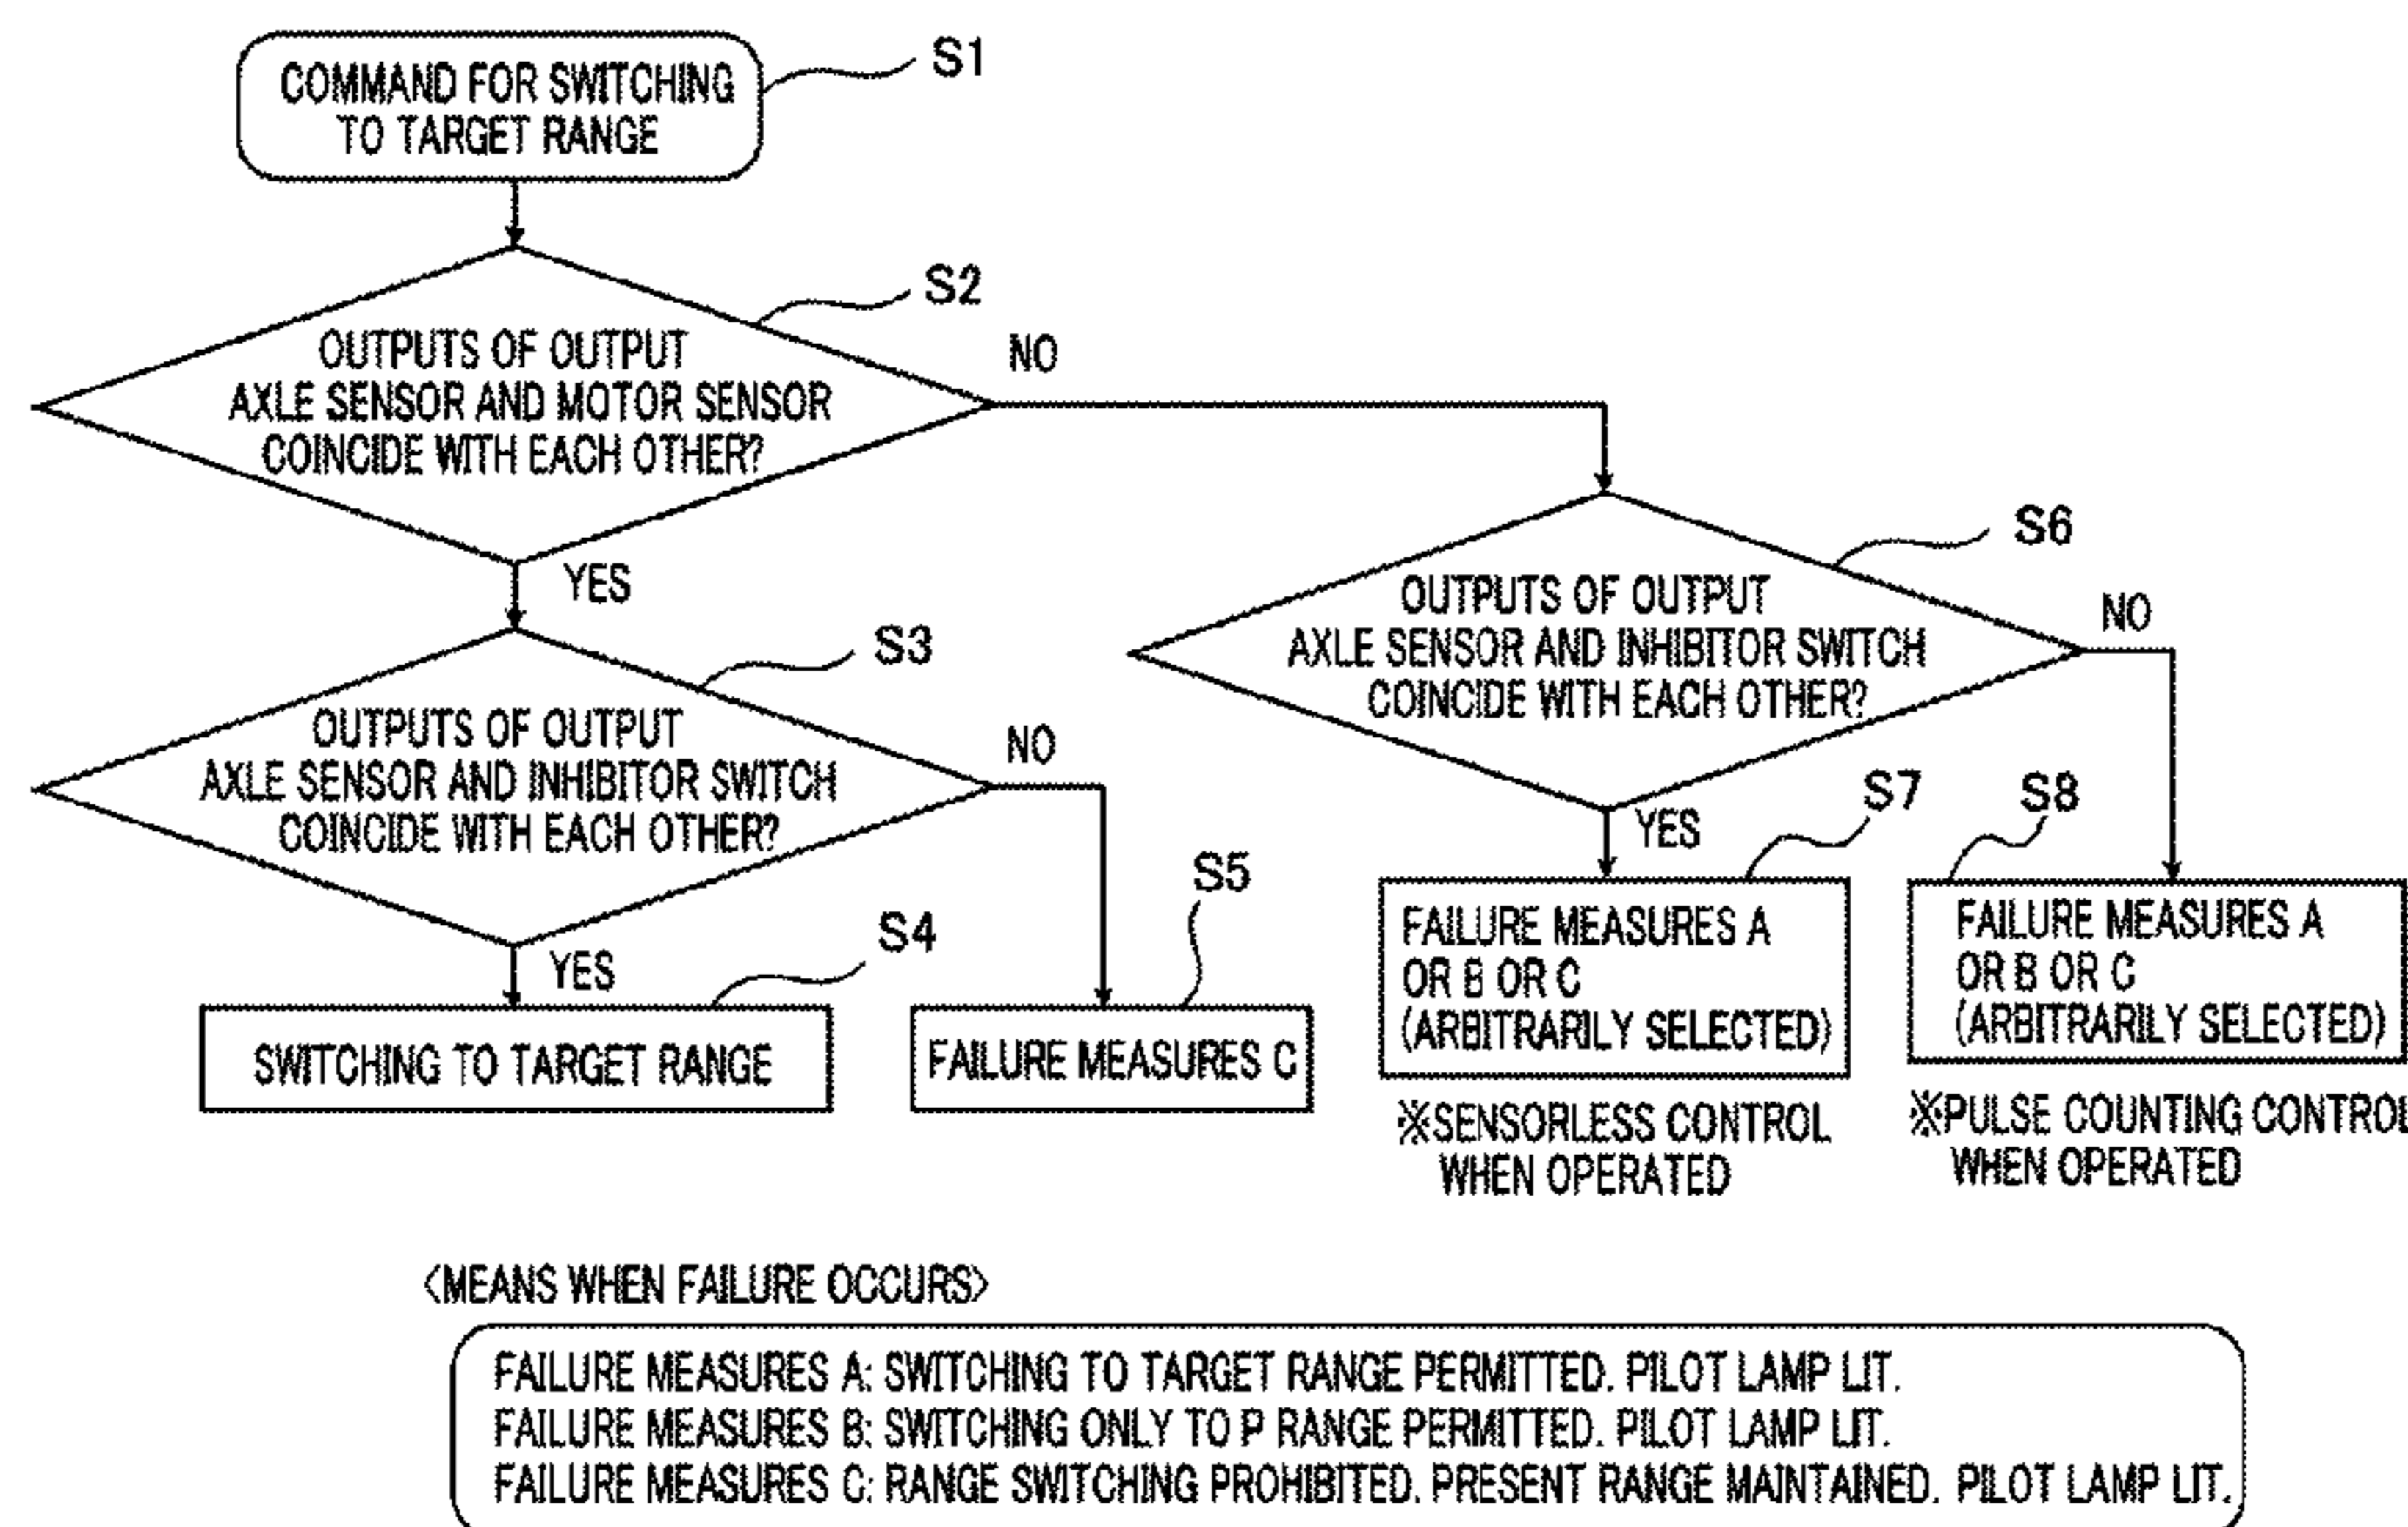 COMMAND FOR SWITCHING
TO TARGET RANGE
S1
S2
OUTPUTS OF OUTPUT
AXLE SENSOR AND MOTOR SENSOR
COINCIDE WITH EACH OTHER?
NO
YES
S3
OUTPUTS OF OUTPUT
AXLE SENSOR AND INHIBITOR SWITCH
COINCIDE WITH EACH OTHER?
NO
YES
S4
SWITCHING TO TARGET RANGE
S5
FAILURE MEASURES C
S6
OUTPUTS OF OUTPUT
AXLE SENSOR AND INHIBITOR SWITCH
COINCIDE WITH EACH OTHER?
NO
YES
S7
FAILURE MEASURES A
OR B OR C
(ARBITRARILY SELECTED)
※SENSORLESS CONTROL
WHEN OPERATED
S8
FAILURE MEASURES A
OR B OR C
(ARBITRARILY SELECTED)
※PULSE COUNTING CONTROL
WHEN OPERATED
<MEANS WHEN FAILURE OCCURS>
FAILURE MEASURES A: SWITCHING TO TARGET RANGE PERMITTED. PILOT LAMP LIT.
FAILURE MEASURES B: SWITCHING ONLY TO P RANGE PERMITTED. PILOT LAMP LIT.
FAILURE MEASURES C: RANGE SWITCHING PROHIBITED. PRESENT RANGE MAINTAINED. PILOT LAMP LIT.